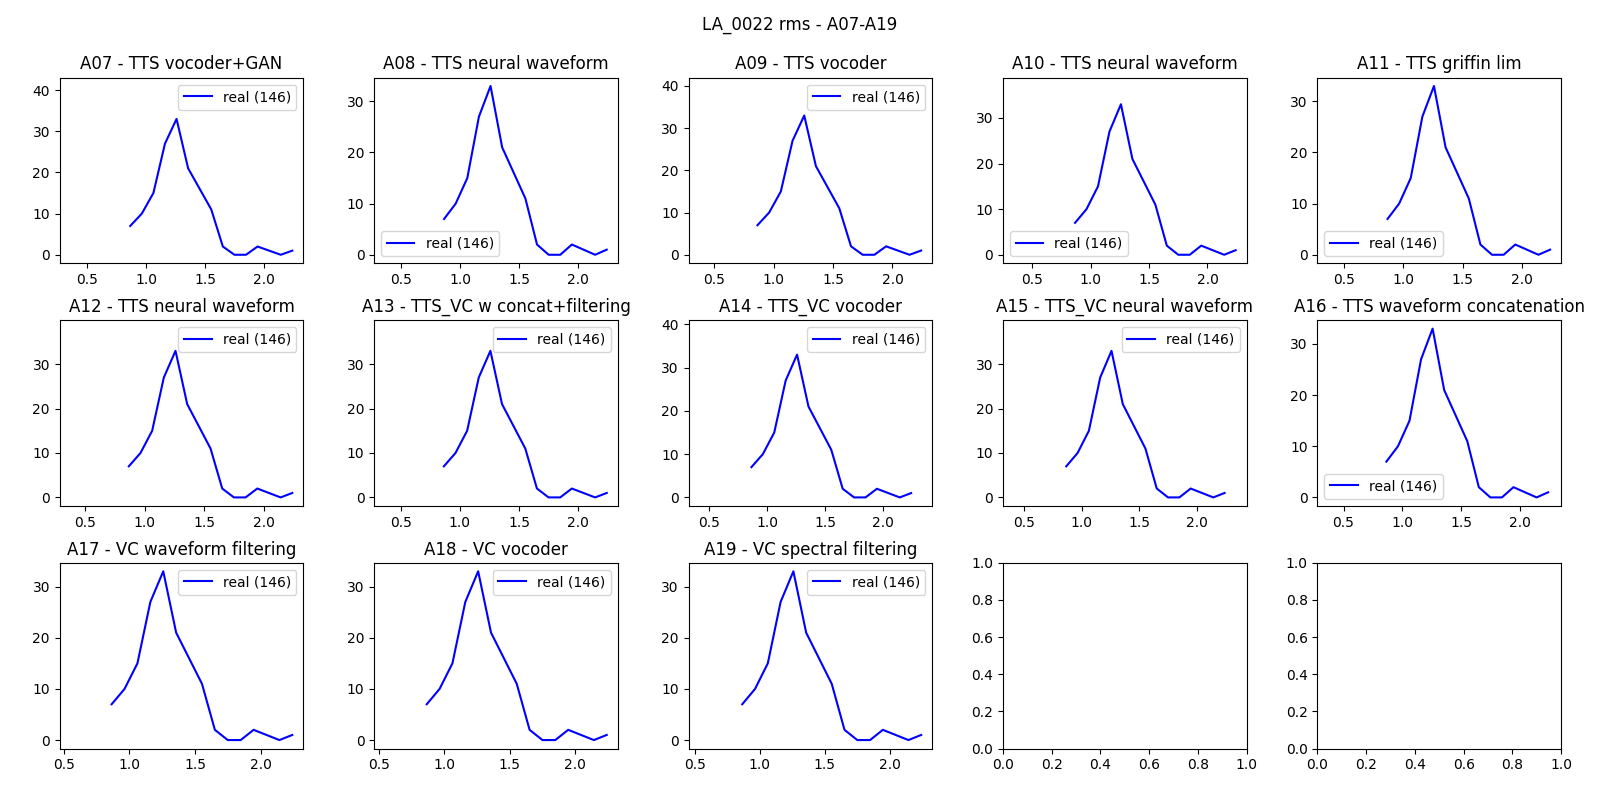 LA_0022 rms - A07-A19
A07 - TTS vocoder+GAN
A08 - TTS neural waveform
A09 - TTS vocoder
A10 - TTS neural waveform
A11 - TTS griffin lim
real (146)
40
30
20
10
0
0.5 1.0 1.5 2.0
real (146)
30
20
10
0
0.5 1.0 1.5 2.0
real (146)
40
30
20
10
0
0.5 1.0 1.5 2.0
real (146)
30
20
10
0
0.5 1.0 1.5 2.0
real (146)
30
20
10
0
0.5 1.0 1.5 2.0
A12 - TTS neural waveform
A13 - TTS_VC w concat+filtering
A14 - TTS_VC vocoder
A15 - TTS_VC neural waveform
A16 - TTS waveform concatenation
real (146)
30
20
10
0
0.5 1.0 1.5 2.0
real (146)
30
20
10
0
0.5 1.0 1.5 2.0
real (146)
40
30
20
10
0
0.5 1.0 1.5 2.0
real (146)
30
20
10
0
0.5 1.0 1.5 2.0
real (146)
30
20
10
0
0.5 1.0 1.5 2.0
A17 - VC waveform filtering
A18 - VC vocoder
A19 - VC spectral filtering
real (146)
30
20
10
0
0.5 1.0 1.5 2.0
real (146)
30
20
10
0
0.5 1.0 1.5 2.0
real (146)
30
20
10
0
0.5 1.0 1.5 2.0
1.0
0.8
0.6
0.4
0.2
0.0
0.0 0.2 0.4 0.6 0.8 1.0
1.0
0.8
0.6
0.4
0.2
0.0
0.0 0.2 0.4 0.6 0.8 1.0